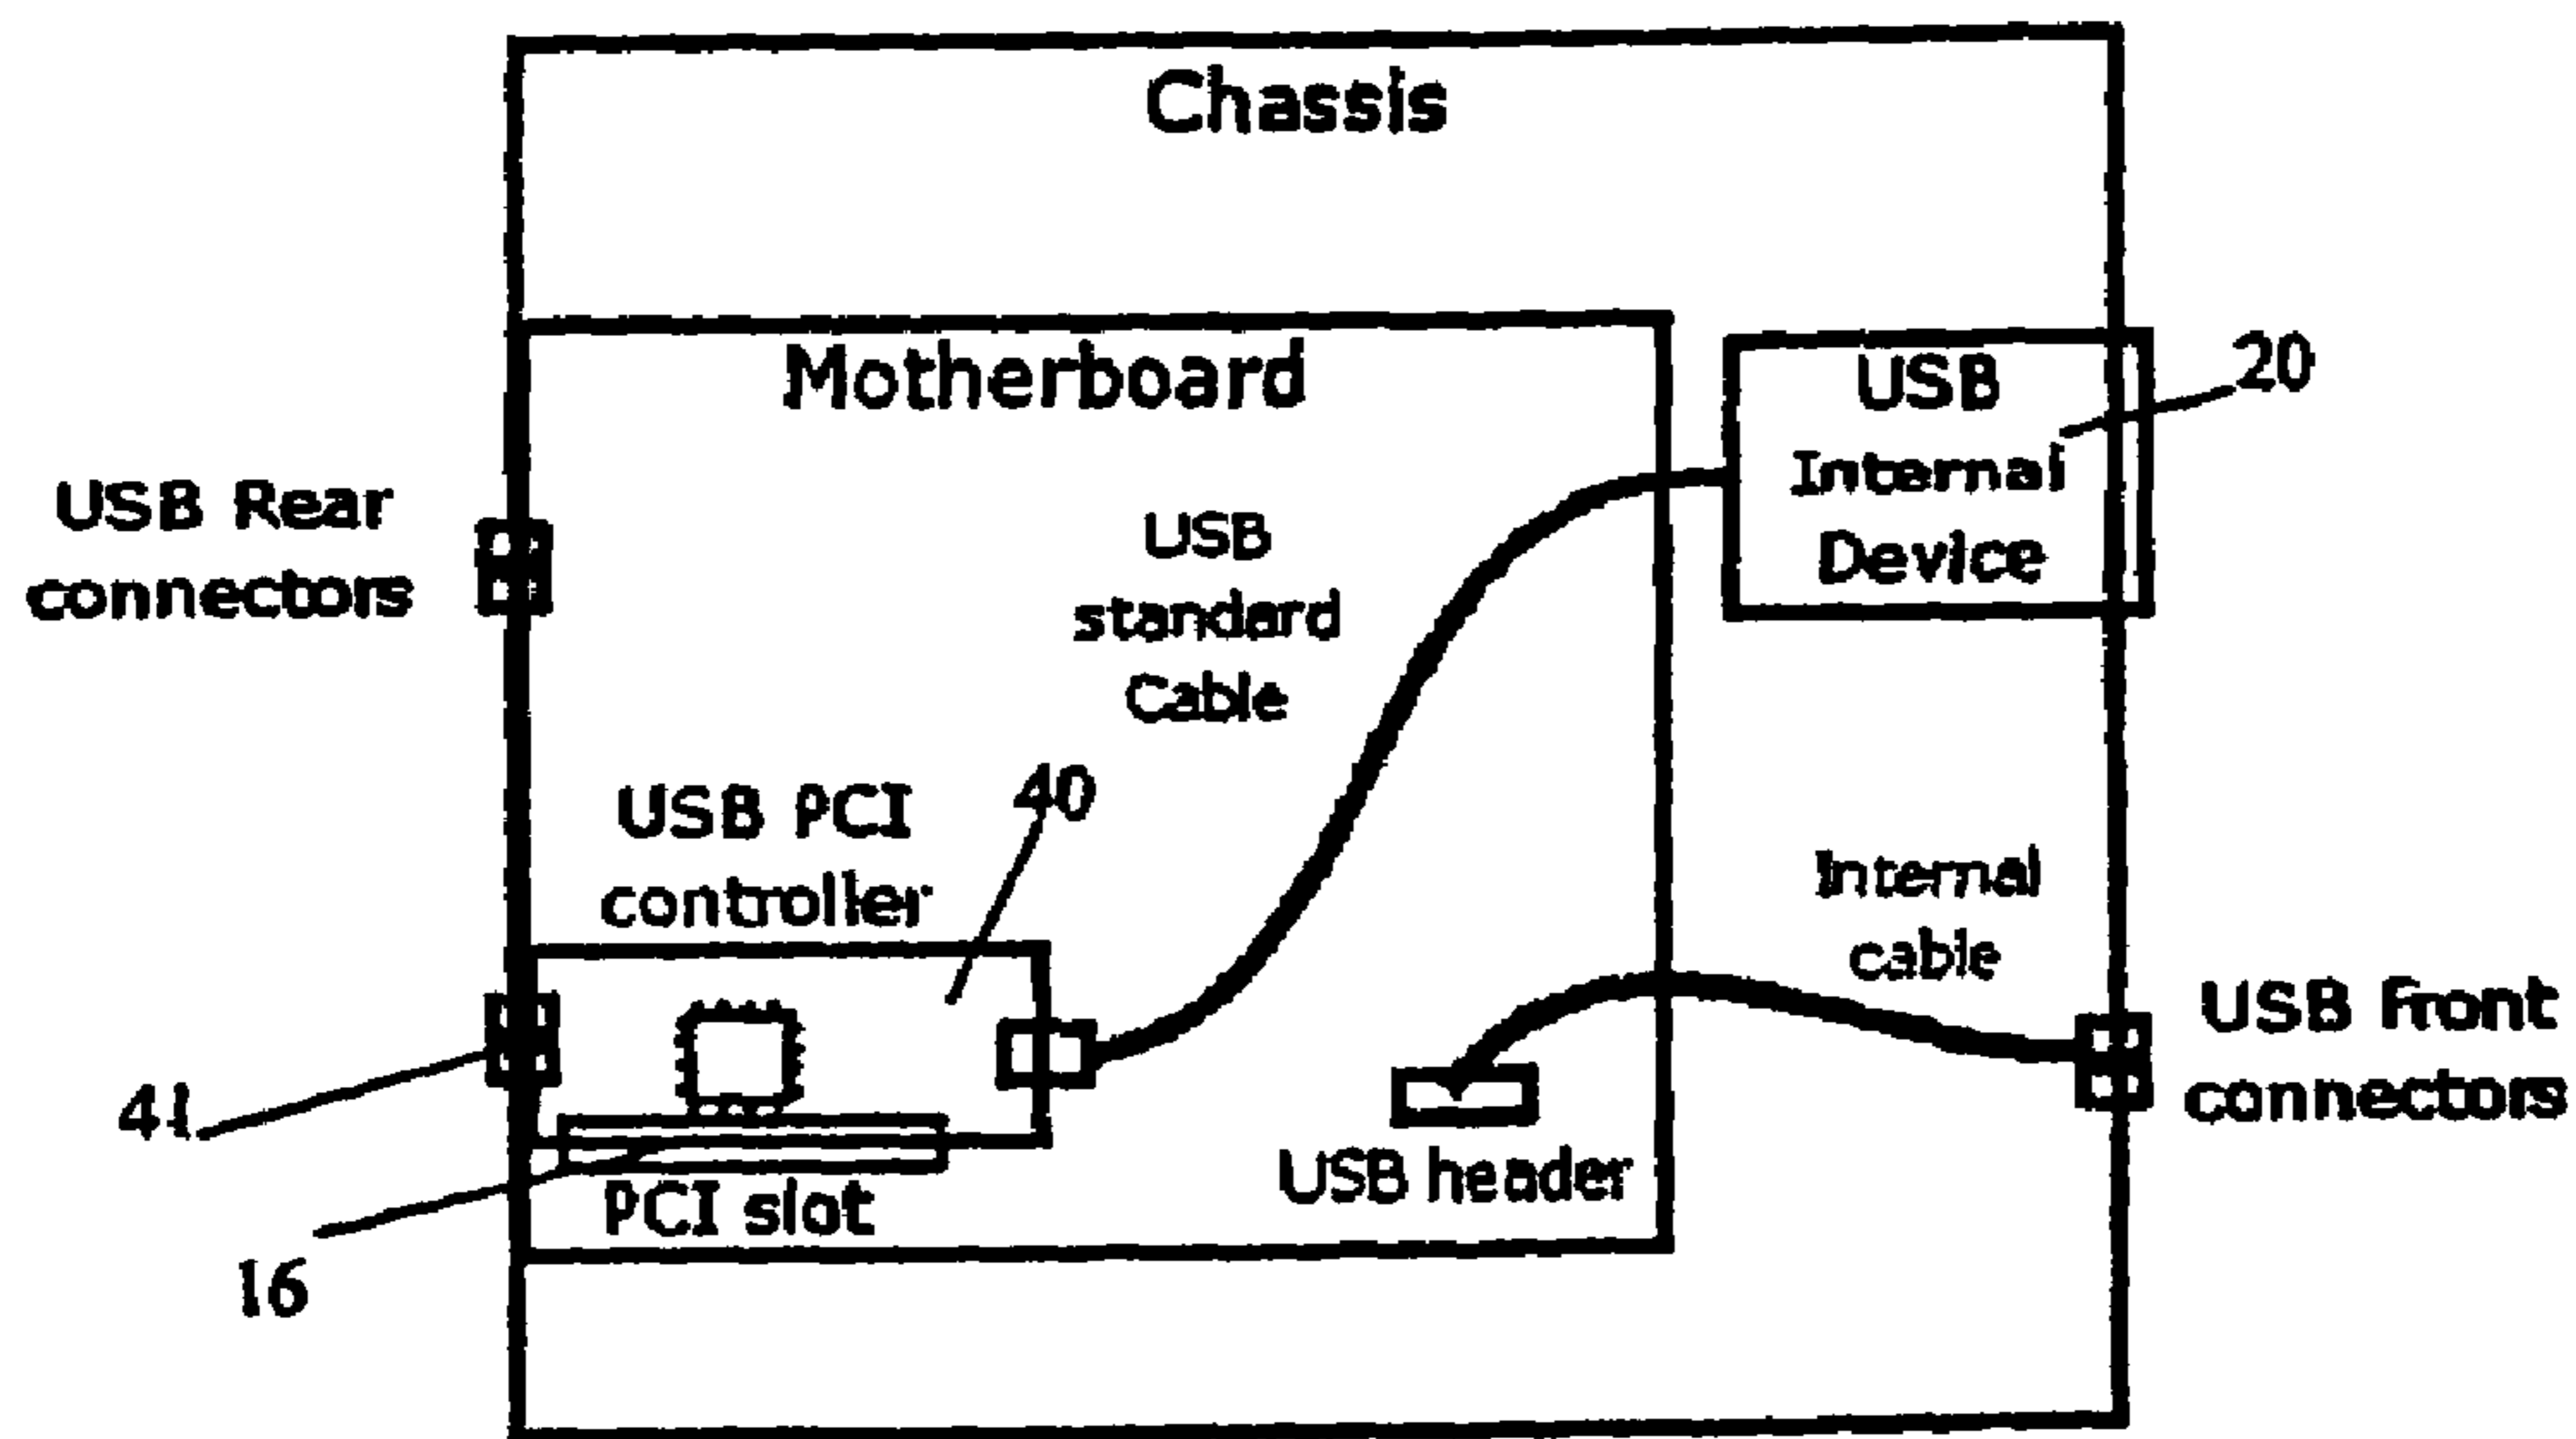 Chassis
Motherboard
USB
Internal
Device
20
USB Rear
connectors
USB
standard
Cable
USB PCI
controller
40
Internal
cable
USB Front
connectors
41
USB header
PCI slot
16